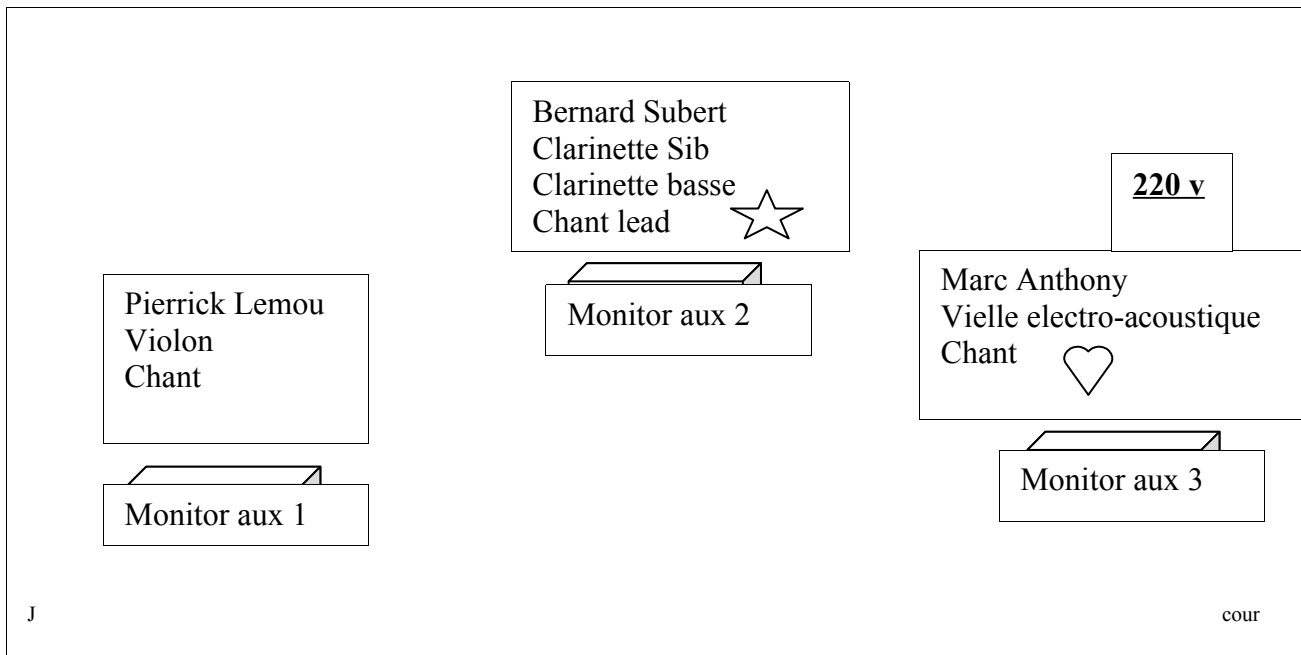 Bernard Subert
Clarinette Sib
Clarinette basse
Chant lead
220 v
Marc Anthony
Vielle electro-acoustique
Chant
Pierrick Lemou
Violon
Chant
Monitor aux 2
Monitor aux 3
Monitor aux 1
J
cour